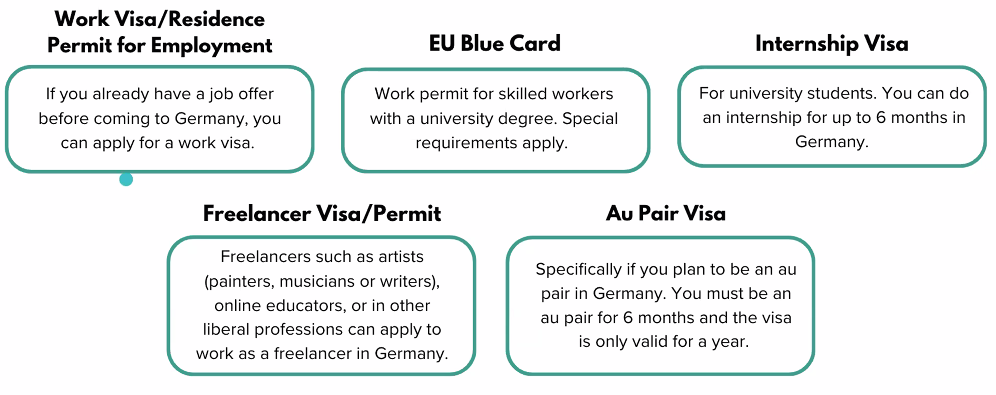 Work Visa/Residence
Permit for Employment
If you already have a job offer
before coming to Germany, you
can apply for a work visa.
EU Blue Card
Work permit for skilled workers
with a university degree. Special
requirements apply.
Internship Visa
For university students. You can do
an internship for up to 6 months in
Germany.
Freelancer Visa/Permit
Freelancers such as artists
(painters, musicians or writers),
online educators, or in other
liberal professions can apply to
work as a freelancer in Germany.
Au Pair Visa
Specifically if you plan to be an au
pair in Germany. You must be an
au pair for 6 months and the visa
is only valid for a year.